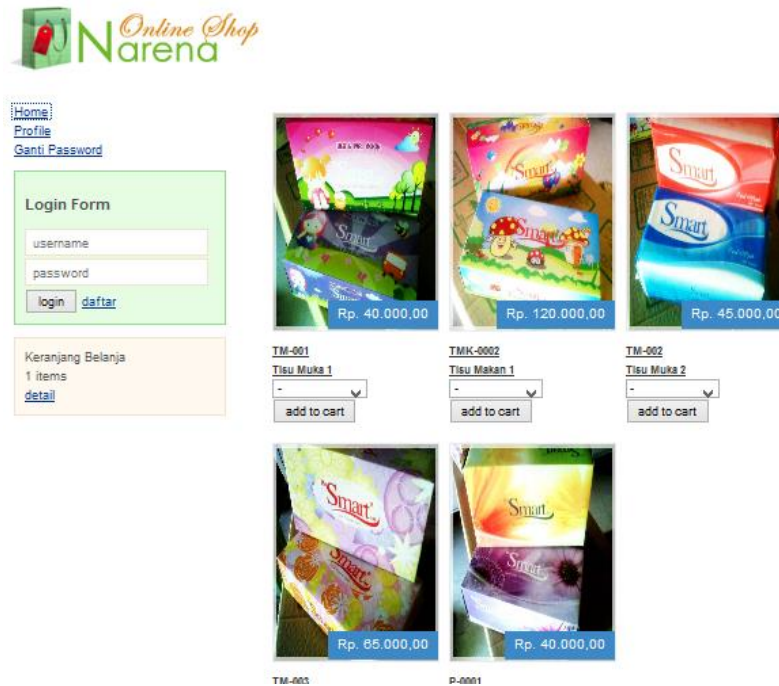 Online Shop
Narena
Home
Profile
Ganti Password
Login Form
username
password
login daftar
Keranjang Belanja
1 items
detail
Smart
Rp. 40.000,00
TM-001
Tisu Muka 1
-
add to cart
Smart
Smart
Rp. 120.000,00
TMK-0002
Tisu Makan 1
-
add to cart
Smart
Smart
Rp. 45.000,00
TM-002
Tisu Muka 2
-
add to cart
Smart
Smart
Rp. 65.000,00
TM-003
Smart
Smart
Rp. 40.000,00
P-0001